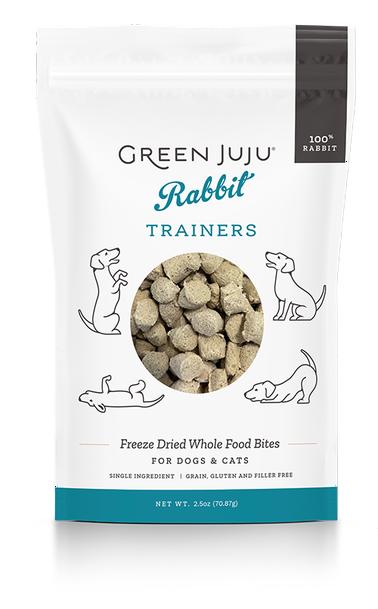 100%
RABBIT
GREEN JUJU®
Rabbit
TRAINERS
Freeze Dried Whole Food Bites
FOR DOGS & CATS
SINGLE INGREDIENT | GRAIN, GLUTEN AND FILLER FREE
NET WT. 2.5oz (70.87g)